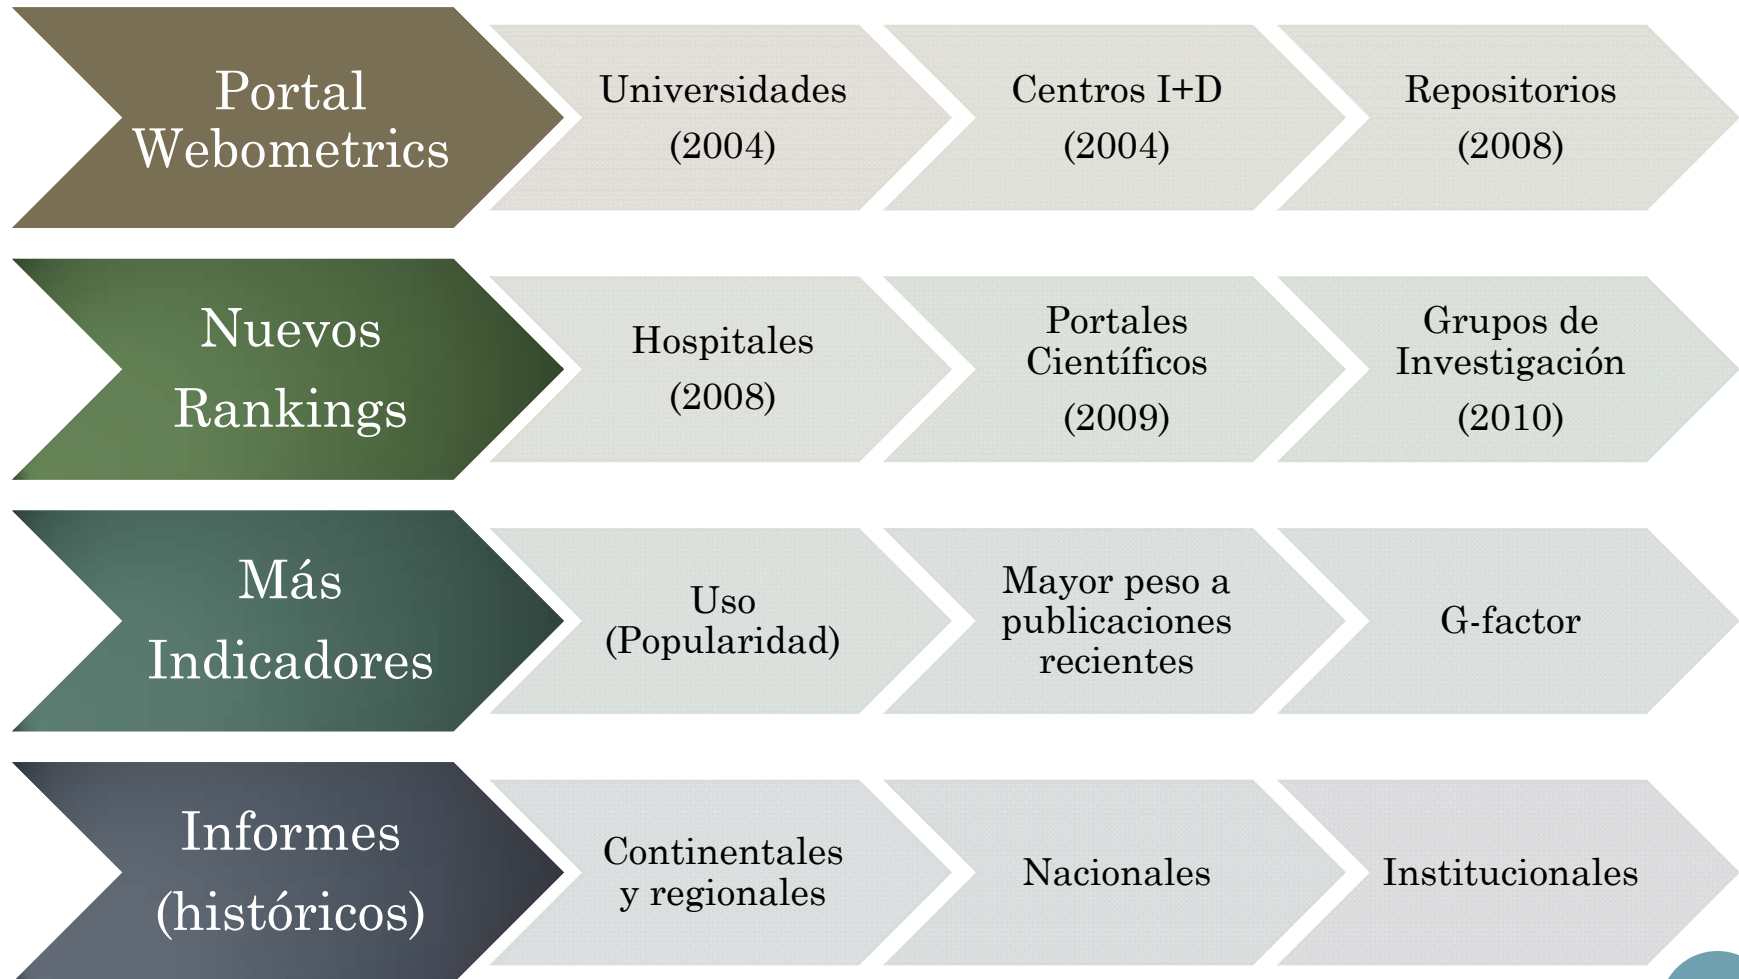 Portal
Webometrics
Universidades
(2004)
Centros I+D
(2004)
Repositorios
(2008)
Nuevos
Rankings
Hospitales
(2008)
Portales
Científicos
(2009)
Grupos de
Investigación
(2010)
Más
Indicadores
Uso
(Popularidad)
Mayor peso a
publicaciones
recientes
G-factor
Informes
(históricos)
Continentales
y regionales
Nacionales
Institucionales